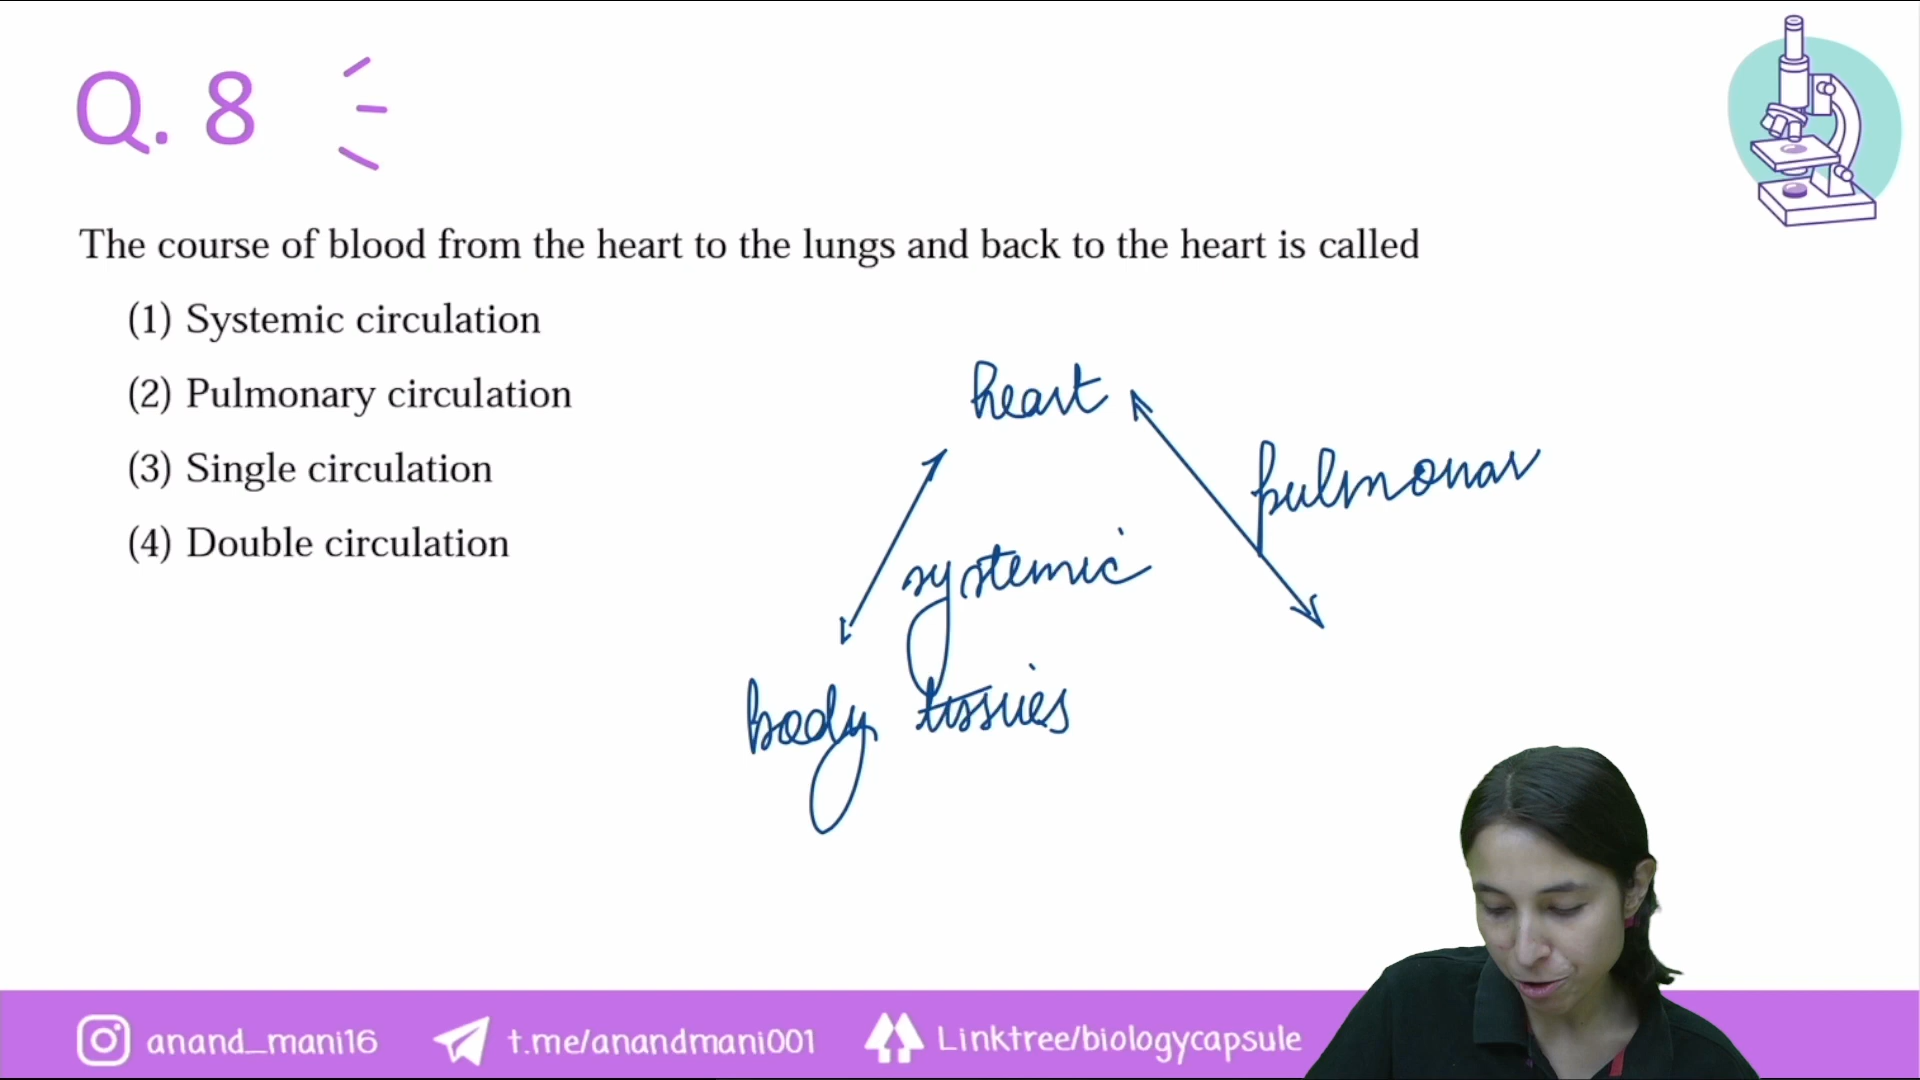 Q. 8
The course of blood from the heart to the lungs and back to the heart is called
(1) Systemic circulation
(2) Pulmonary circulation
(3) Single circulation
(4) Double circulation
heart
pulmonar
systemic
body tissues
anand_mani16
t.me/anandmani001
Linktree/biologycapsule